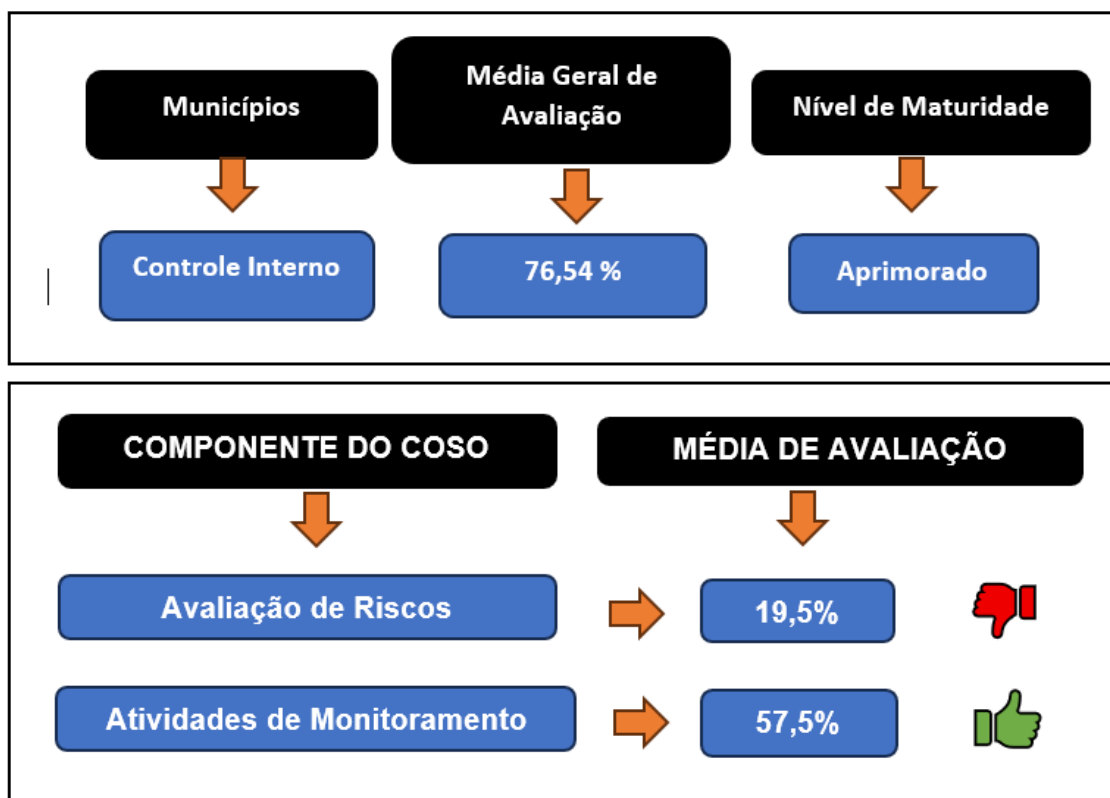 Municípios
Média Geral de
Avaliação
Nível de Maturidade
Controle Interno
76,54 %
Aprimorado
COMPONENTE DO COSO
MÉDIA DE AVALIAÇÃO
Avaliação de Riscos
19,5%
Atividades de Monitoramento
57,5%